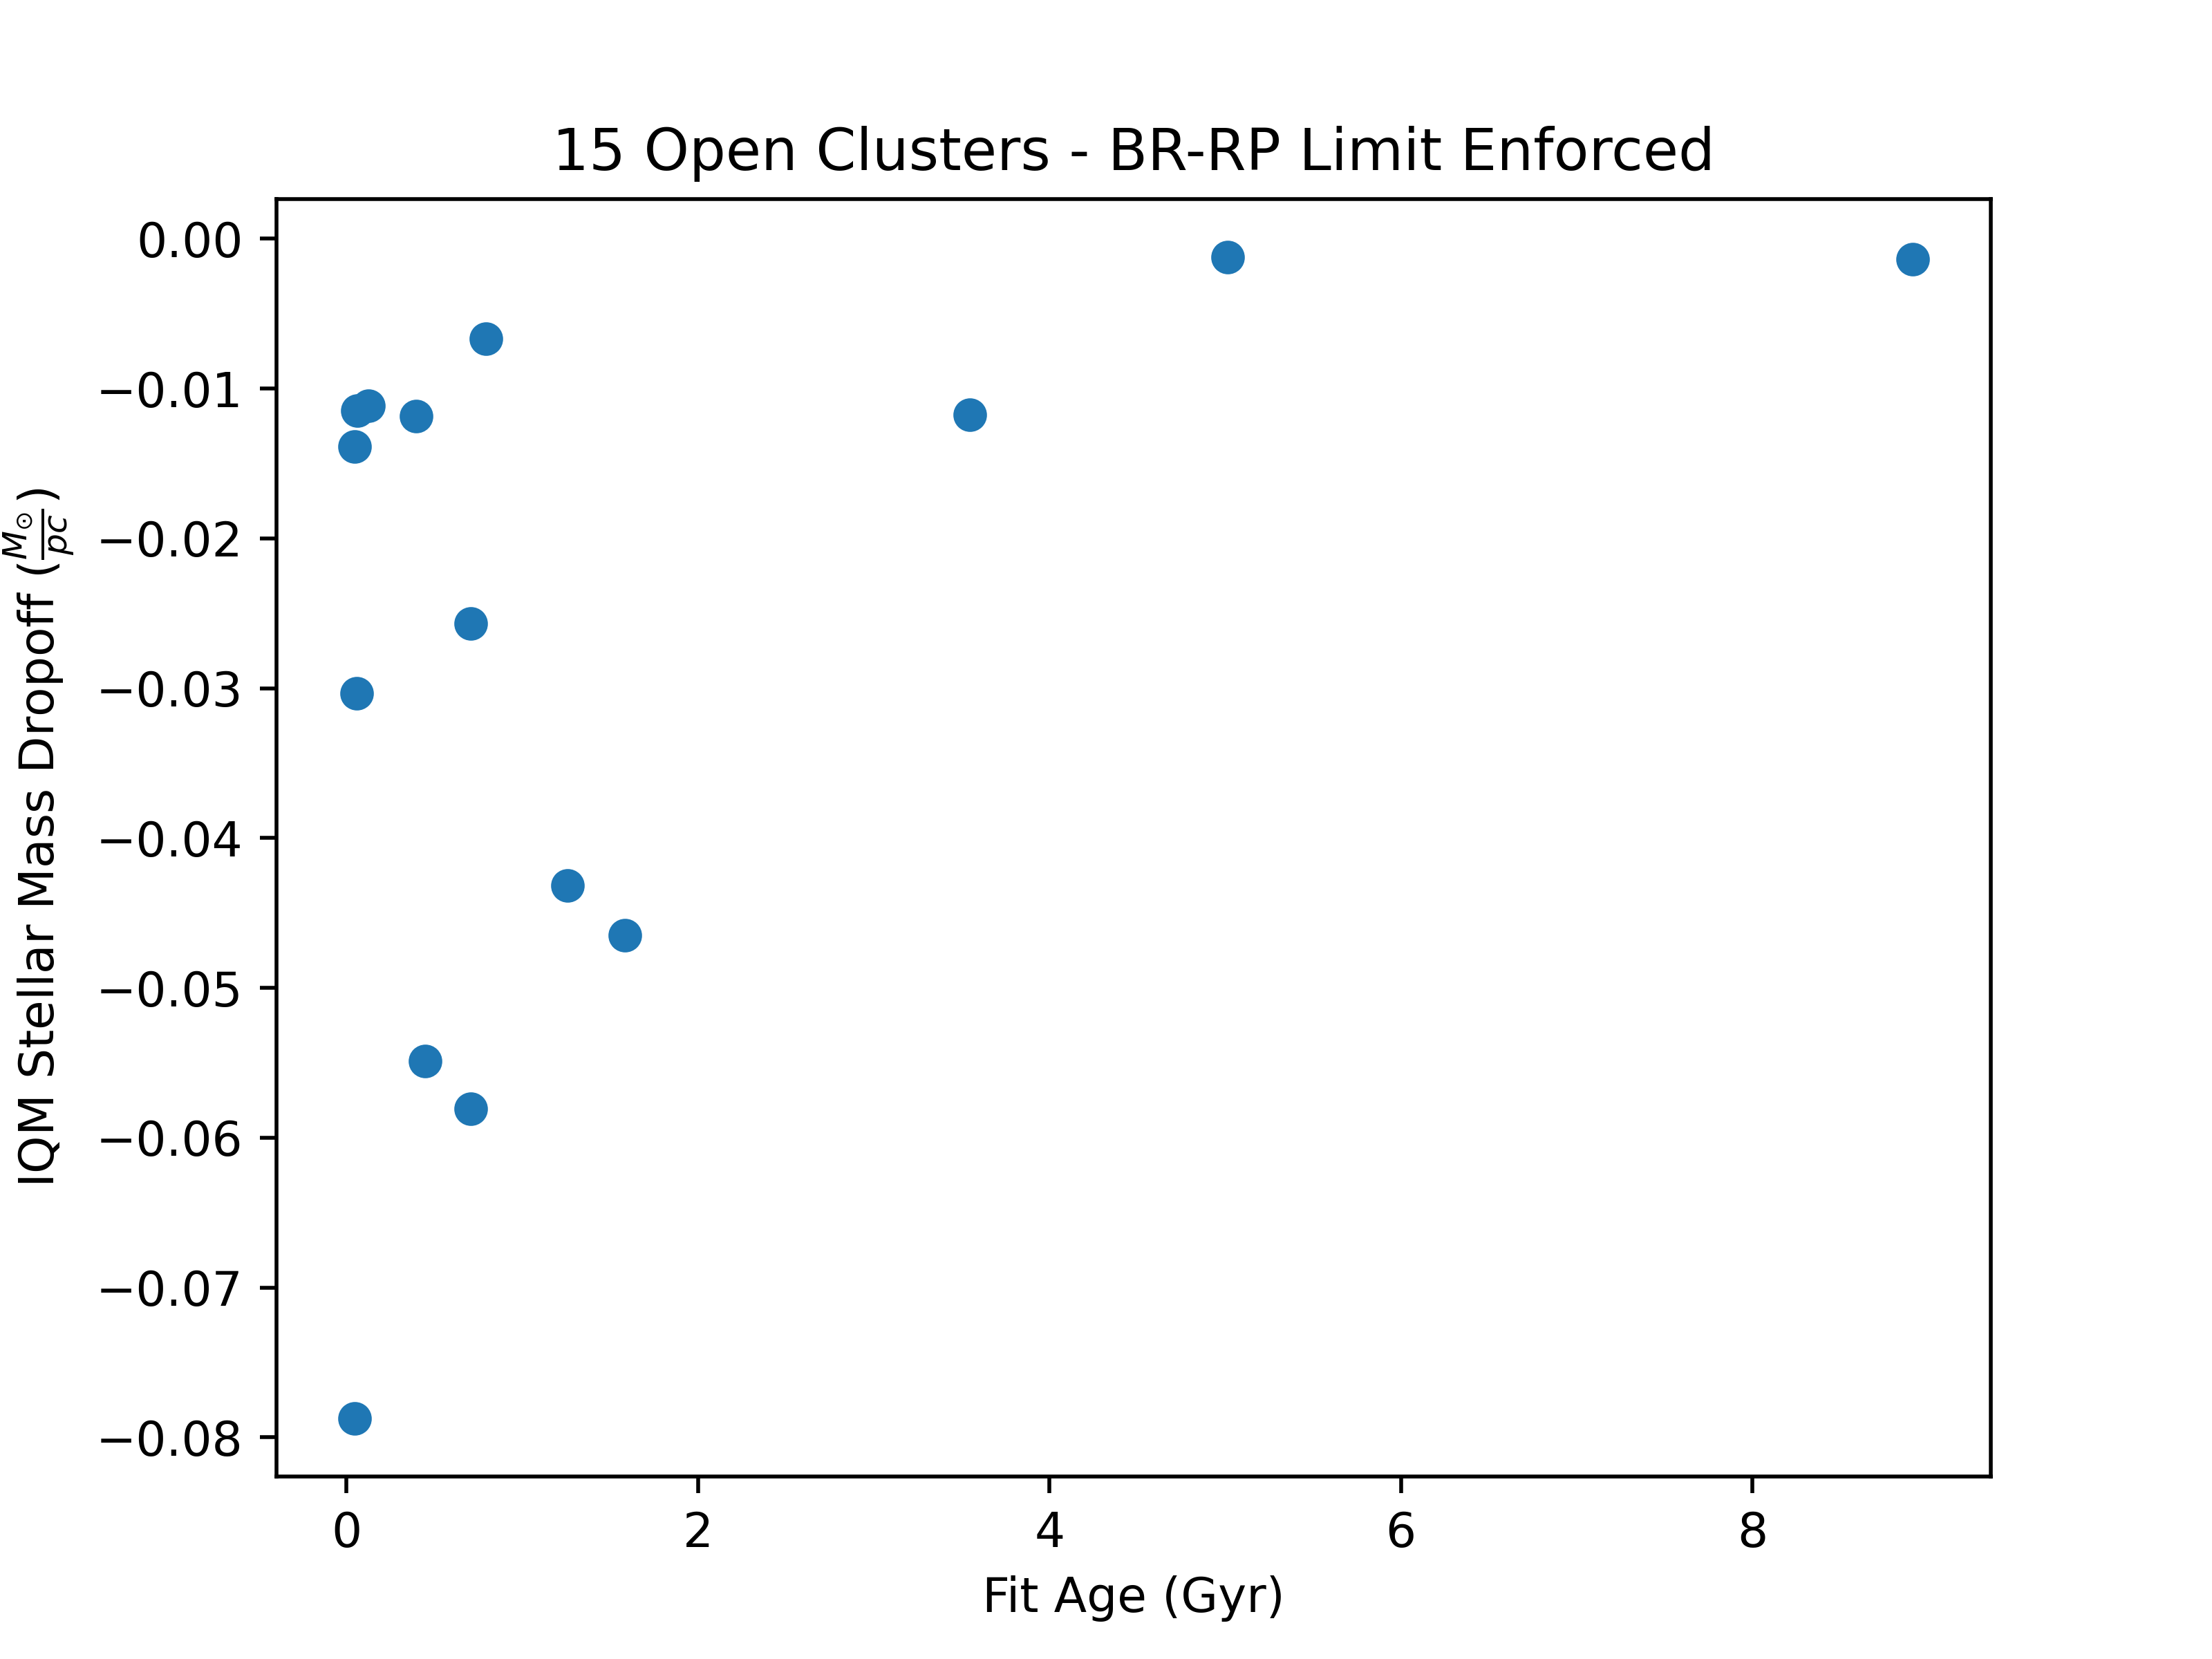 15 Open Clusters - BR-RP Limit Enforced
0.00
−0.01
−0.02
−0.03
−0.04
−0.05
−0.06
−0.07
−0.08
IQM Stellar Mass Dropoff (M⊙/pc)
0 2 4 6 8
Fit Age (Gyr)